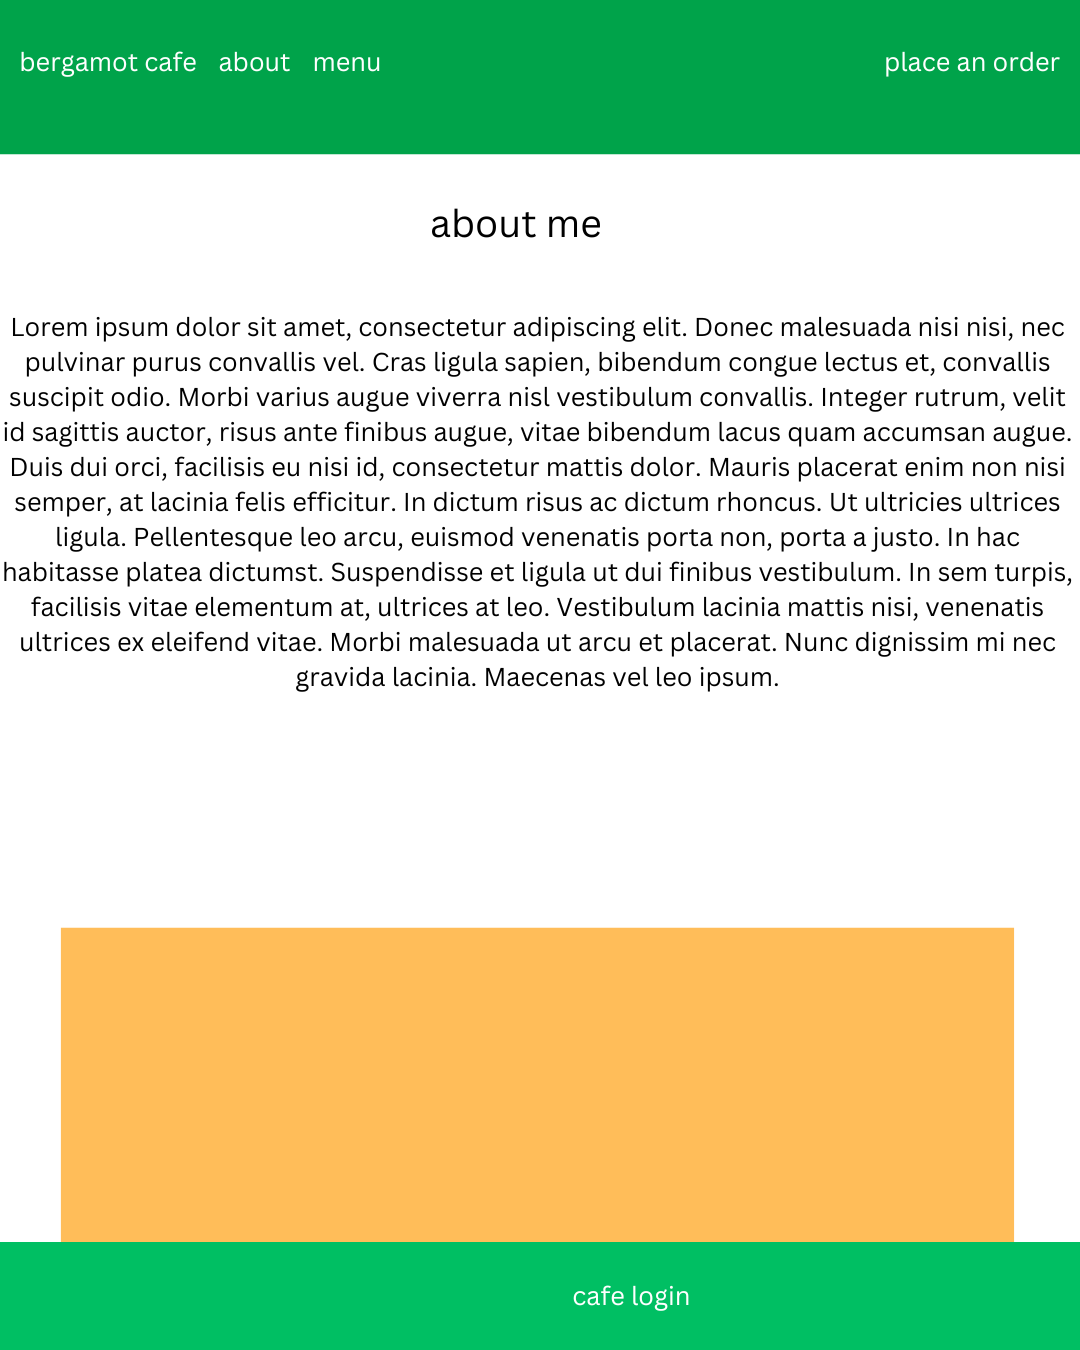 bergamot cafe about menu place an order
about me
Lorem ipsum dolor sit amet, consectetur adipiscing elit. Donec malesuada nisi nisi, nec
pulvinar purus convallis vel. Cras ligula sapien, bibendum congue lectus et, convallis
suscipit odio. Morbi varius augue viverra nisl vestibulum convallis. Integer rutrum, velit
id sagittis auctor, risus ante finibus augue, vitae bibendum lacus quam accumsan augue.
Duis dui orci, facilisis eu nisi id, consectetur mattis dolor. Mauris placerat enim non nisi
semper, at lacinia felis efficitur. In dictum risus ac dictum rhoncus. Ut ultricies ultrices
ligula. Pellentesque leo arcu, euismod venenatis porta non, porta a justo. In hac
habitasse platea dictumst. Suspendisse et ligula ut dui finibus vestibulum. In sem turpis,
facilisis vitae elementum at, ultrices at leo. Vestibulum lacinia mattis nisi, venenatis
ultrices ex eleifend vitae. Morbi malesuada ut arcu et placerat. Nunc dignissim mi nec
gravida lacinia. Maecenas vel leo ipsum.
cafe login